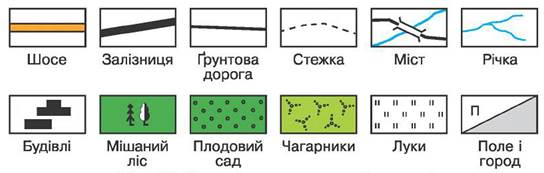 Шосе
Залізниця
Ґрунтова
дорога
Стежка
Міст
Річка
П
Будівлі
Мішаний
ліс
Плодовий
сад
Чагарники
Луки
Поле і
город